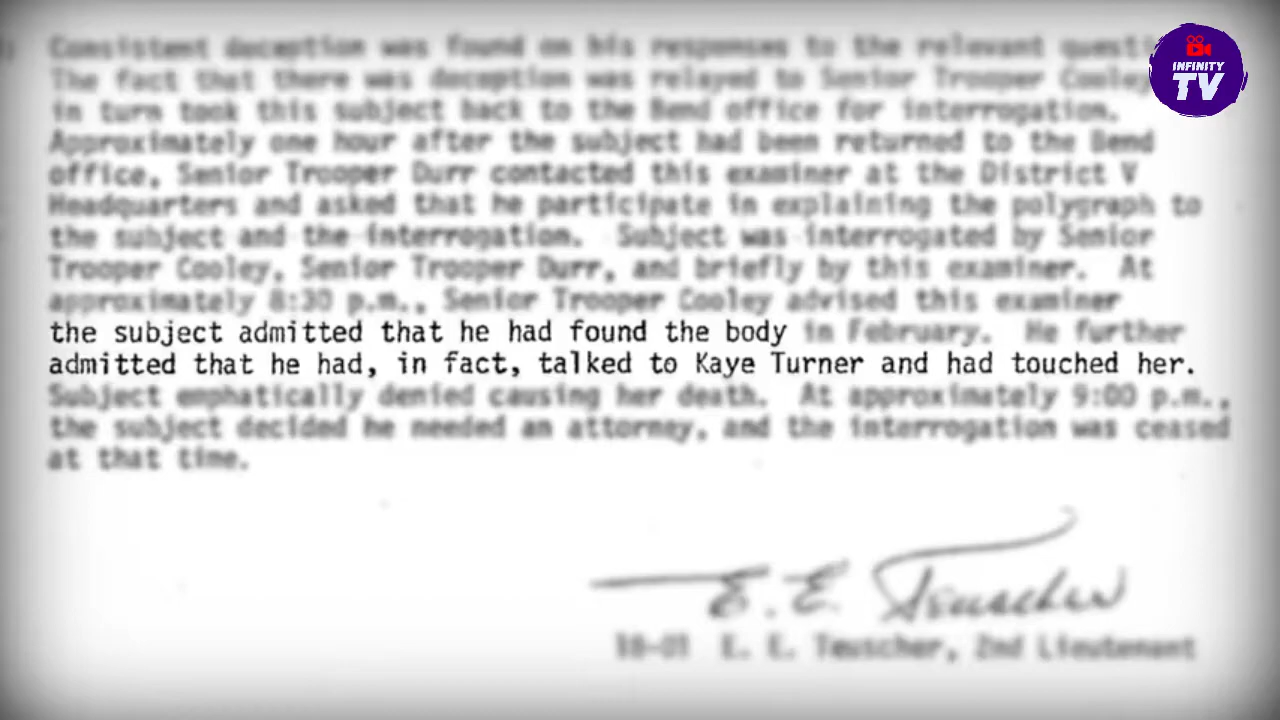 Consistent deception was found on his responses to the relevant
The fact that there was deception was relayed to Senior Trooper Cooley
in turn took this subject back to the Bend office for interrogation.
Approximately one hour after the subject had been returned to the Bend
office, Senior Trooper Durr contacted this examiner at the District V
Headquarters and asked that he participate in explaining the polygraph to
the subject and the interrogation. Subject was interrogated by Senior
Trooper Cooley, Senior Trooper Durr, and briefly by this examiner. At
approximately 8:30 p.m., Senior Trooper Cooley advised this examiner
the subject admitted that he had found the body in February. He further
admitted that he had, in fact, talked to Kaye Turner and had touched her.
Subject emphatically denied causing her death. At approximately 9:00 p.m.,
the subject decided he needed an attorney, and the interrogation was ceased
at that time.
E. E. Teuscher
18-01 E. E. Teuscher, 2nd Lieutenant
INFINITY
TV